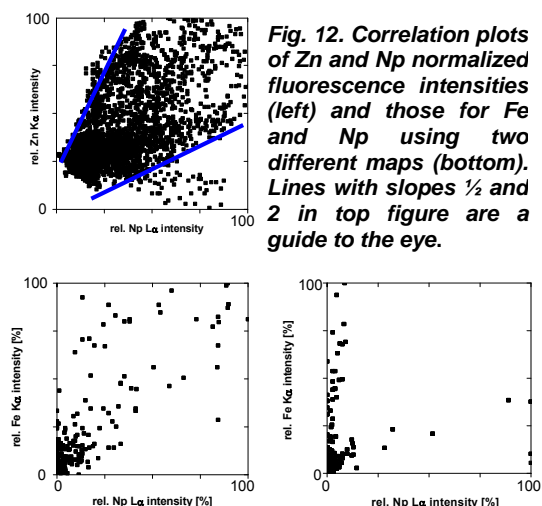 100
rel. Zn Kα intensity
0
0
100
rel. Np Lα intensity
Fig. 12. Correlation plots
of Zn and Np normalized
fluorescence intensities
(left) and those for Fe
and Np using two
different maps (bottom).
Lines with slopes ½ and
2 in top figure are a
guide to the eye.
100
rel. Fe Kα intensity [%]
0
0
100
rel. Np Lα intensity [%]
100
rel. Fe Kα intensity [%]
0
0
100
rel. Np Lα intensity [%]